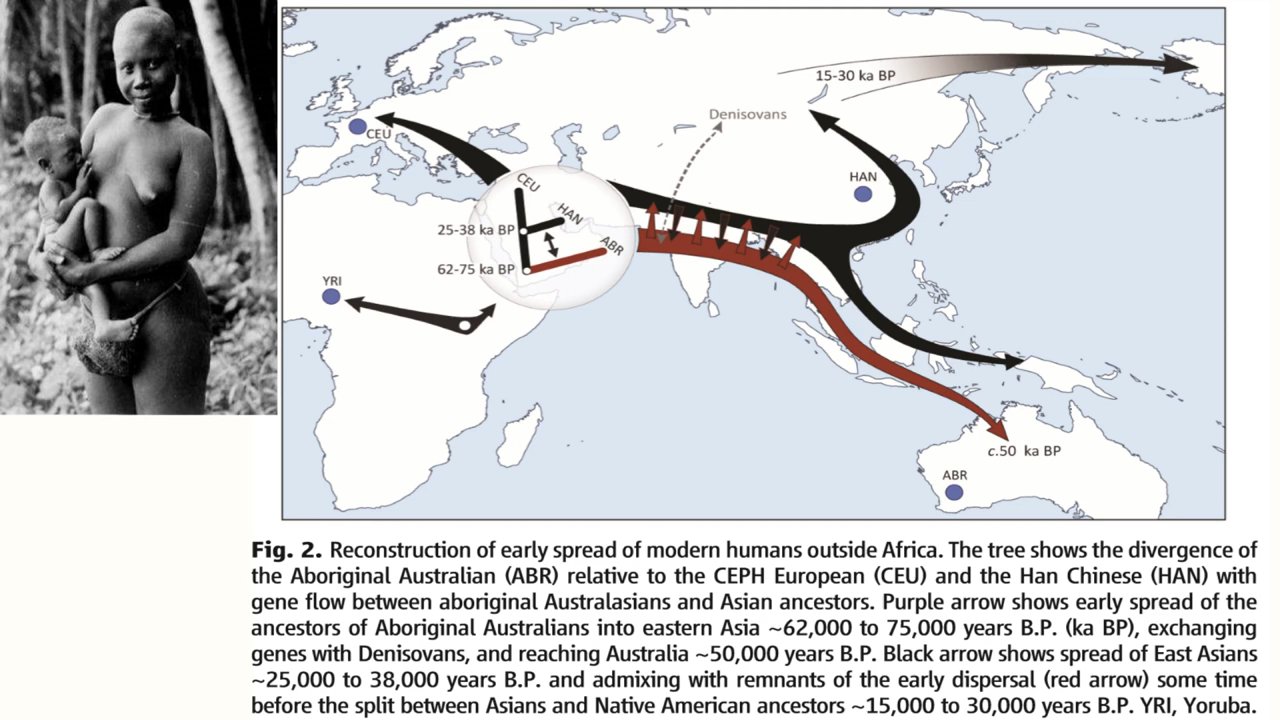 15-30 ka BP
Denisovans
CEU
HAN
CEU
HAN
25-38 ka BP
ABR
62-75 ka BP
YRI
c.50 ka BP
ABR
Fig. 2. Reconstruction of early spread of modern humans outside Africa. The tree shows the divergence of
the Aboriginal Australian (ABR) relative to the CEPH European (CEU) and the Han Chinese (HAN) with
gene flow between aboriginal Australasians and Asian ancestors. Purple arrow shows early spread of the
ancestors of Aboriginal Australians into eastern Asia ~62,000 to 75,000 years B.P. (ka BP), exchanging
genes with Denisovans, and reaching Australia ~50,000 years B.P. Black arrow shows spread of East Asians
~25,000 to 38,000 years B.P. and admixing with remnants of the early dispersal (red arrow) some time
before the split between Asians and Native American ancestors ~15,000 to 30,000 years B.P. YRI, Yoruba.